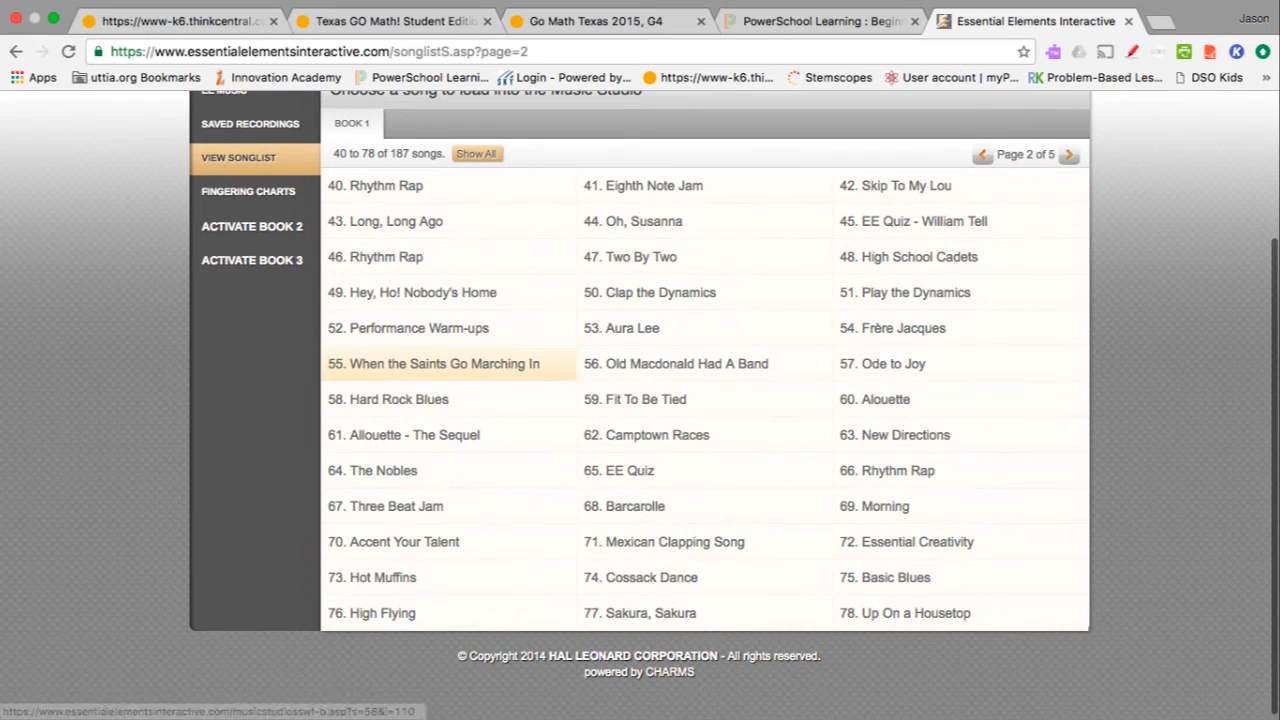 https://www-k6.thinkcentral.c
Texas GO Math! Student Editio
Go Math Texas 2015, G4
PowerSchool Learning : Begin
Essential Elements Interactive
Jason
https://www.essentialelementsinteractive.com/songlistS.asp?page=2
Apps
uttia.org Bookmarks
Innovation Academy
PowerSchool Learni...
Login - Powered by...
https://www-k6.thi...
Stemscopes
User account | myP...
Problem-Based Les...
DSO Kids
»
EE MUSIC
Choose a song to load into the Music Studio
SAVED RECORDINGS
BOOK 1
VIEW SONGLIST
40 to 78 of 187 songs.
Show All
Page 2 of 5
FINGERING CHARTS
ACTIVATE BOOK 2
ACTIVATE BOOK 3
40. Rhythm Rap
41. Eighth Note Jam
42. Skip To My Lou
43. Long, Long Ago
44. Oh, Susanna
45. EE Quiz - William Tell
46. Rhythm Rap
47. Two By Two
48. High School Cadets
49. Hey, Ho! Nobody's Home
50. Clap the Dynamics
51. Play the Dynamics
52. Performance Warm-ups
53. Aura Lee
54. Frère Jacques
55. When the Saints Go Marching In
56. Old Macdonald Had A Band
57. Ode to Joy
58. Hard Rock Blues
59. Fit To Be Tied
60. Alouette
61. Allouette - The Sequel
62. Camptown Races
63. New Directions
64. The Nobles
65. EE Quiz
66. Rhythm Rap
67. Three Beat Jam
68. Barcarolle
69. Morning
70. Accent Your Talent
71. Mexican Clapping Song
72. Essential Creativity
73. Hot Muffins
74. Cossack Dance
75. Basic Blues
76. High Flying
77. Sakura, Sakura
78. Up On a Housetop
© Copyright 2014 HAL LEONARD CORPORATION - All rights reserved.
powered by CHARMS